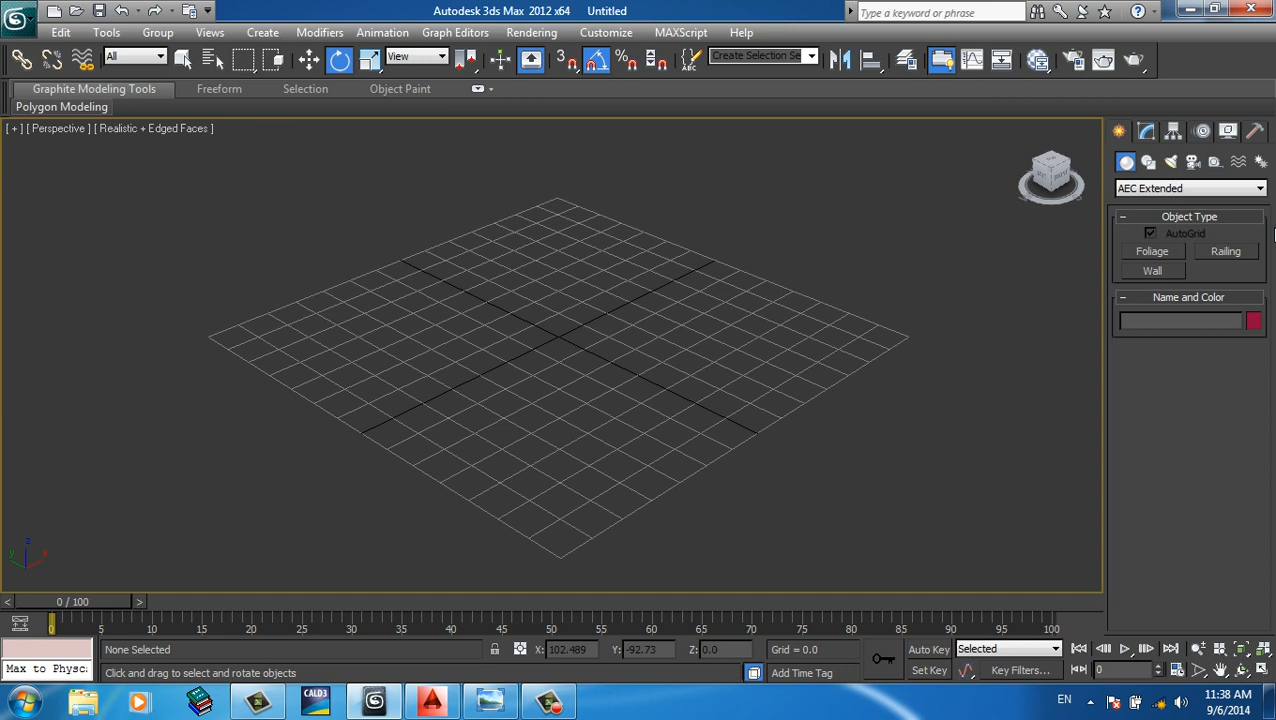 Autodesk 3ds Max 2012 x64 Untitled
Type a keyword or phrase
Edit Tools Group Views Create Modifiers Animation Graph Editors Rendering Customize MAXScript Help
All View 3 Create Selection Se
Graphite Modeling Tools Freeform Selection Object Paint
Polygon Modeling
[ + ] [ Perspective ] [ Realistic + Edged Faces ]
AEC Extended
Object Type
AutoGrid
Foliage Railing
Wall
Name and Color
z
y x
0 / 100
0 5 10 15 20 25 30 35 40 45 50 55 60 65 70 75 80 85 90 95 100
None Selected X: 102.489 Y: -92.73 Z: 0.0 Grid = 0.0 Auto Key Selected
Max to Physc Click and drag to select and rotate objects Add Time Tag Set Key Key Filters... 0
CALD3 EN 11:38 AM
9/6/2014